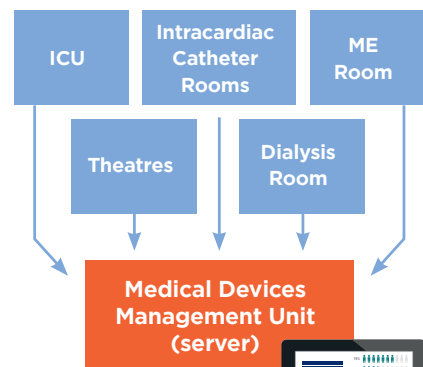 ICU
Intracardiac
Catheter
Rooms
ME
Room
Theatres
Dialysis
Room
Medical Devices
Management Unit
(server)